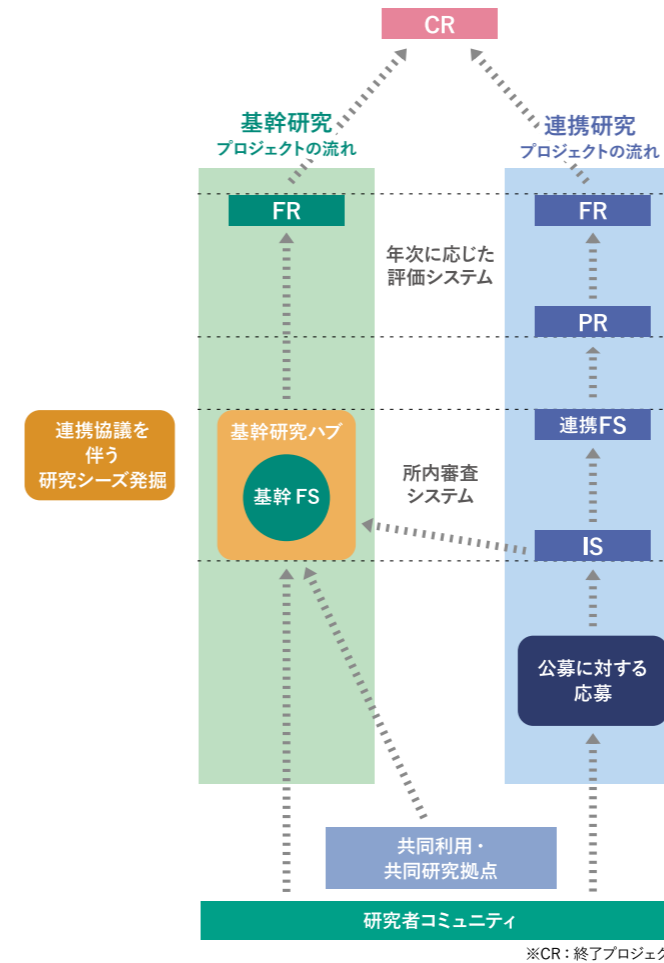 CR
基幹研究
プロジェクトの流れ
連携研究
プロジェクトの流れ
FR
FR
年次に応じた
評価システム
PR
連携協議を
伴う
研究シーズ発掘
基幹研究ハブ
基幹 FS
連携FS
所内審査
システム
IS
公募に対する
応募
共同利用・
共同研究拠点
研究者コミュニティ
※CR：終了プロジェク